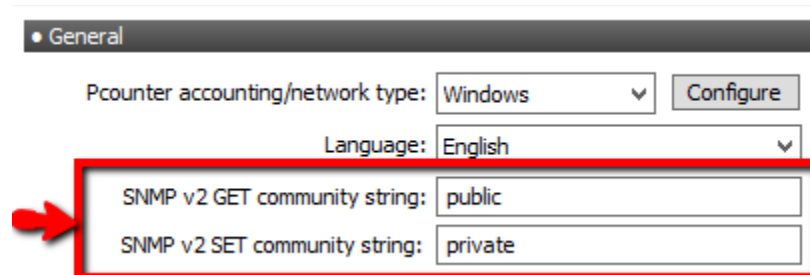 • General
Pcounter accounting/network type: Windows Configure
Language: English
SNMP v2 GET community string: public
SNMP v2 SET community string: private